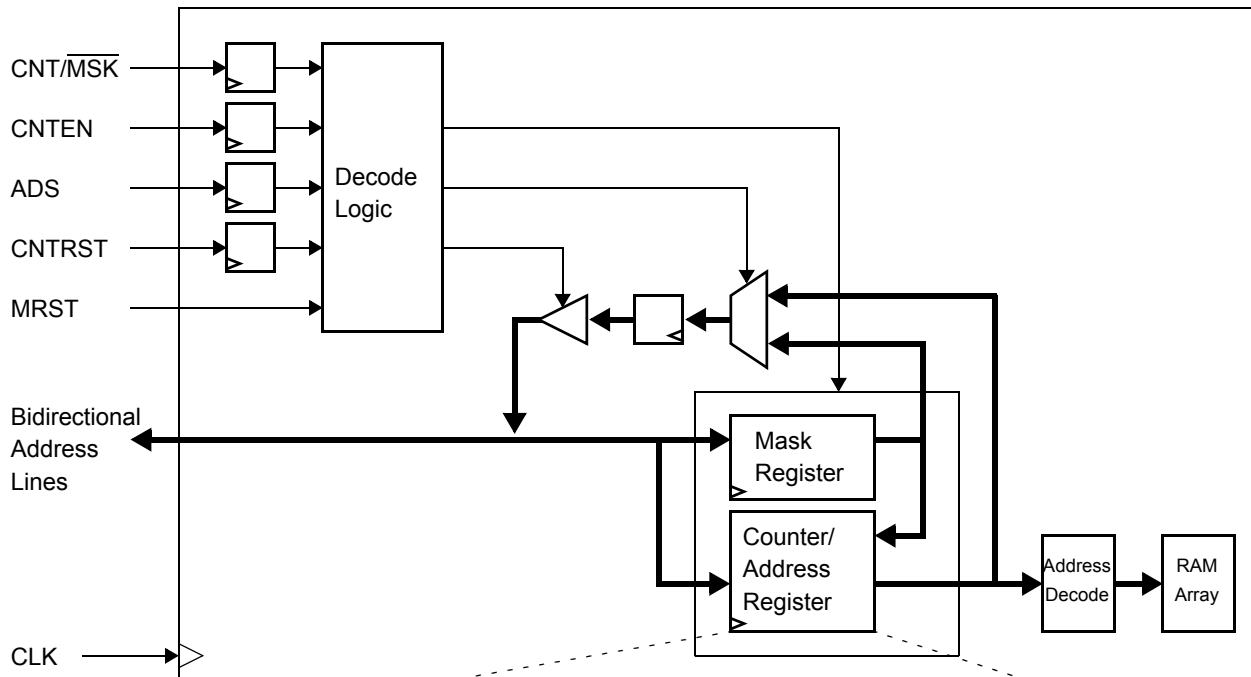 CNT/MSK
CNTEN
ADS
CNTRST
MRST
Decode
Logic
Bidirectional
Address
Lines
Mask
Register
Counter/
Address
Register
Address
Decode
RAM
Array
CLK